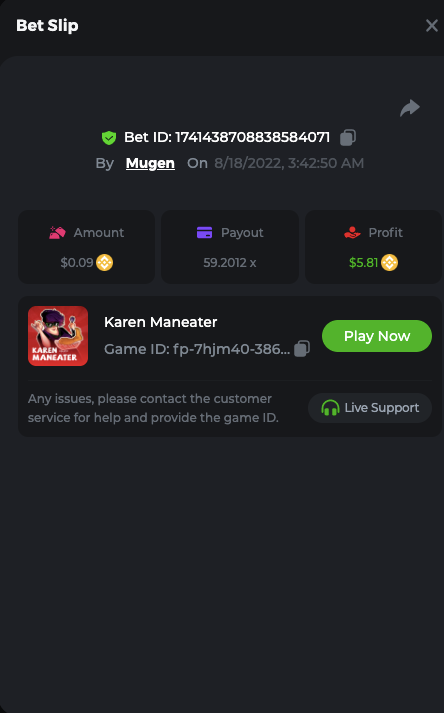 Bet Slip
Bet ID: 1741438708838584071
By Mugen On 8/18/2022, 3:42:50 AM
Amount
$0.09
Payout
59.2012 x
Profit
$5.81
KAREN
MANEATER
Karen Maneater
Game ID: fp-7hjm40-386...
Play Now
Any issues, please contact the customer
service for help and provide the game ID.
Live Support